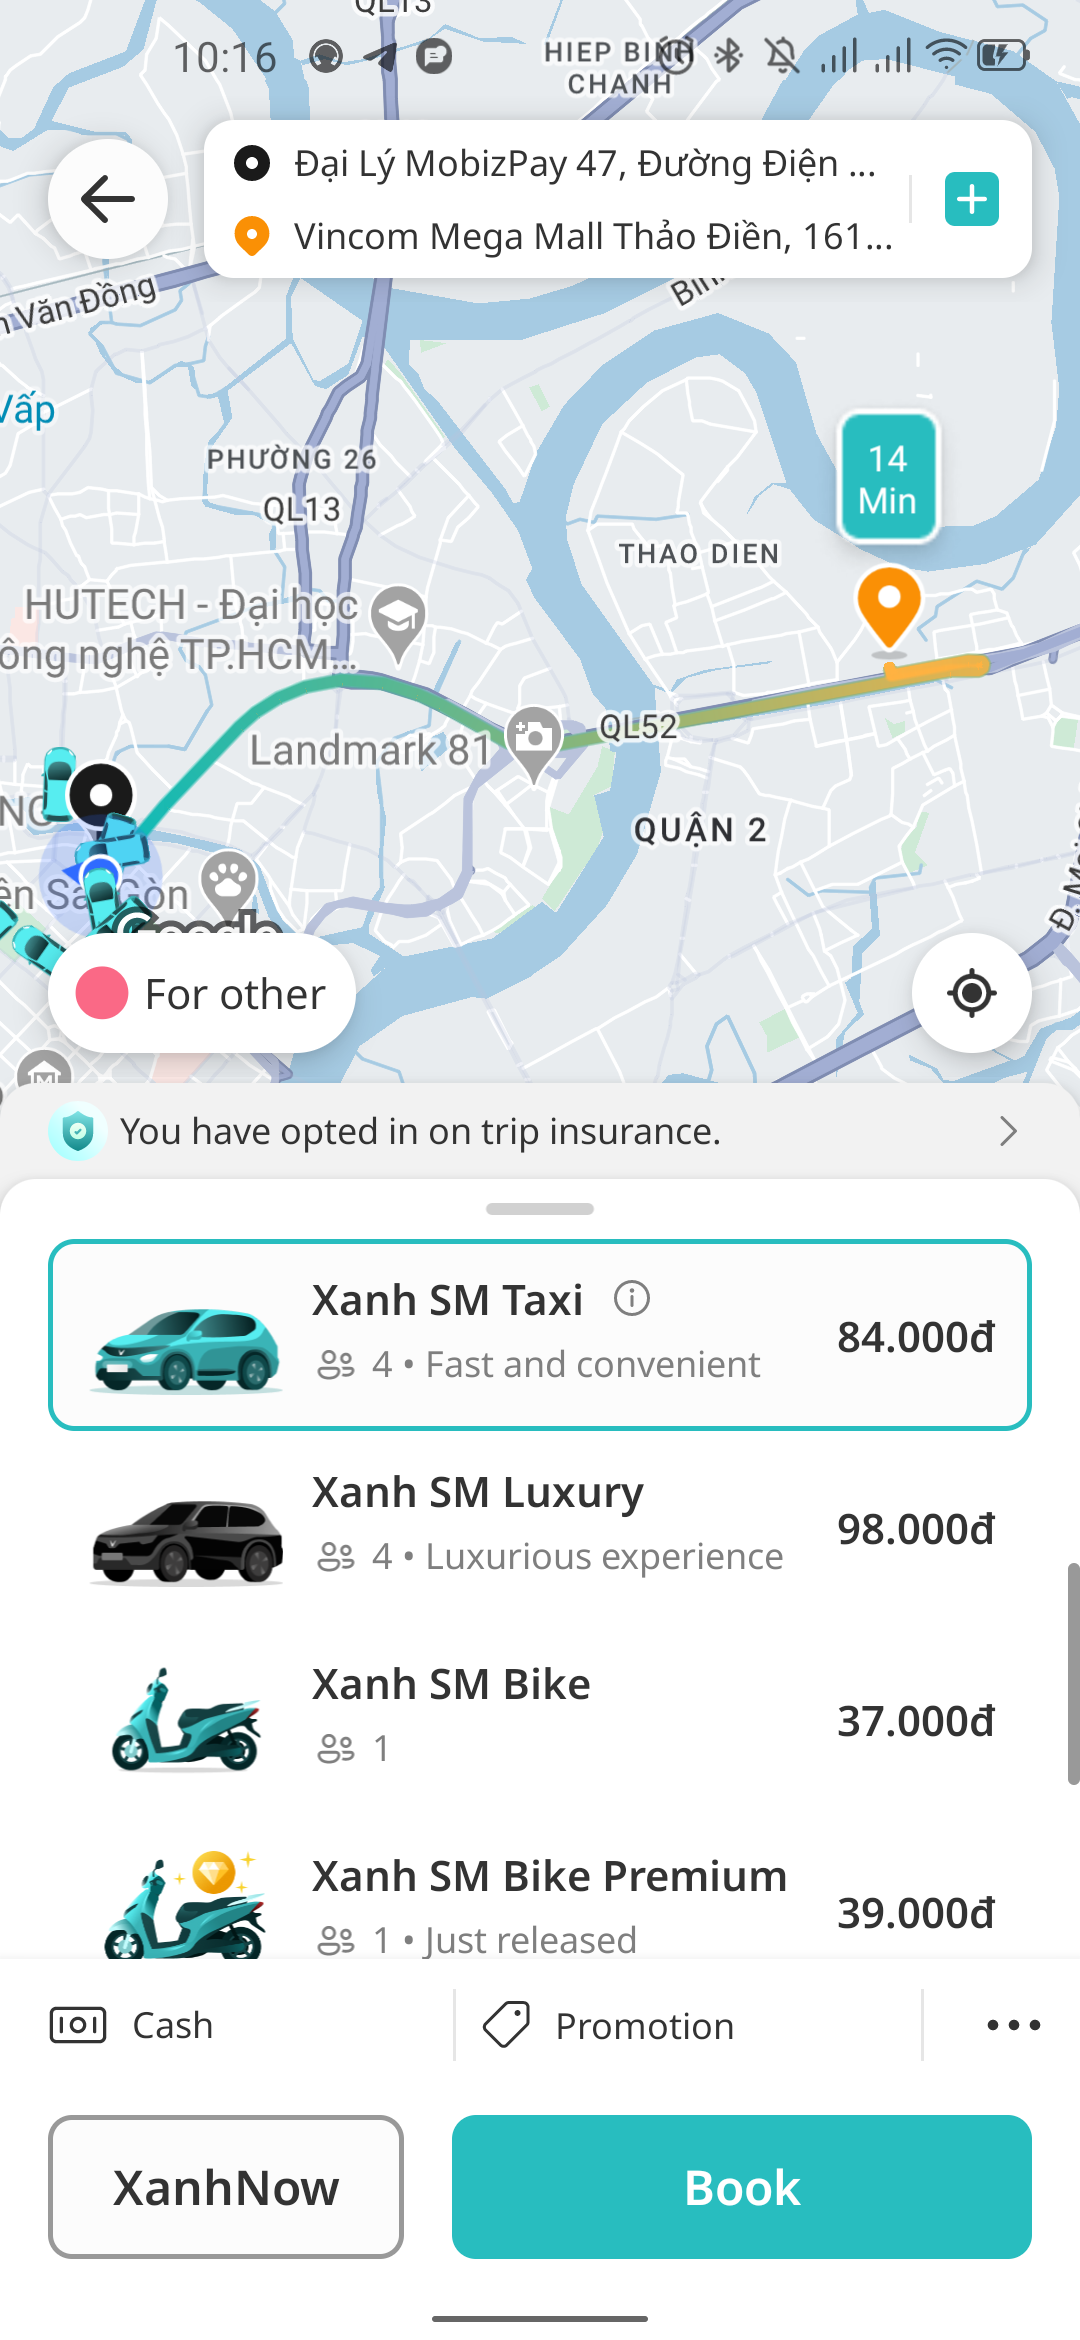 QL13
10:16
HIEP BINH
CHANH
Đại Lý MobizPay 47, Đường Điện ...
Vincom Mega Mall Thảo Điền, 161...
n Văn Đồng
Bình
Vấp
PHƯỜNG 26
QL13
14
Min
THAO DIEN
HUTECH - Đại học
ông nghệ TP.HCM...
QL52
Landmark 81
QUẬN 2
ên Sài Gòn
Google
For other
You have opted in on trip insurance.
Xanh SM Taxi
84.000đ
4 • Fast and convenient
Xanh SM Luxury
98.000đ
4 • Luxurious experience
Xanh SM Bike
37.000đ
1
Xanh SM Bike Premium
39.000đ
1 • Just released
Cash
Promotion
XanhNow
Book